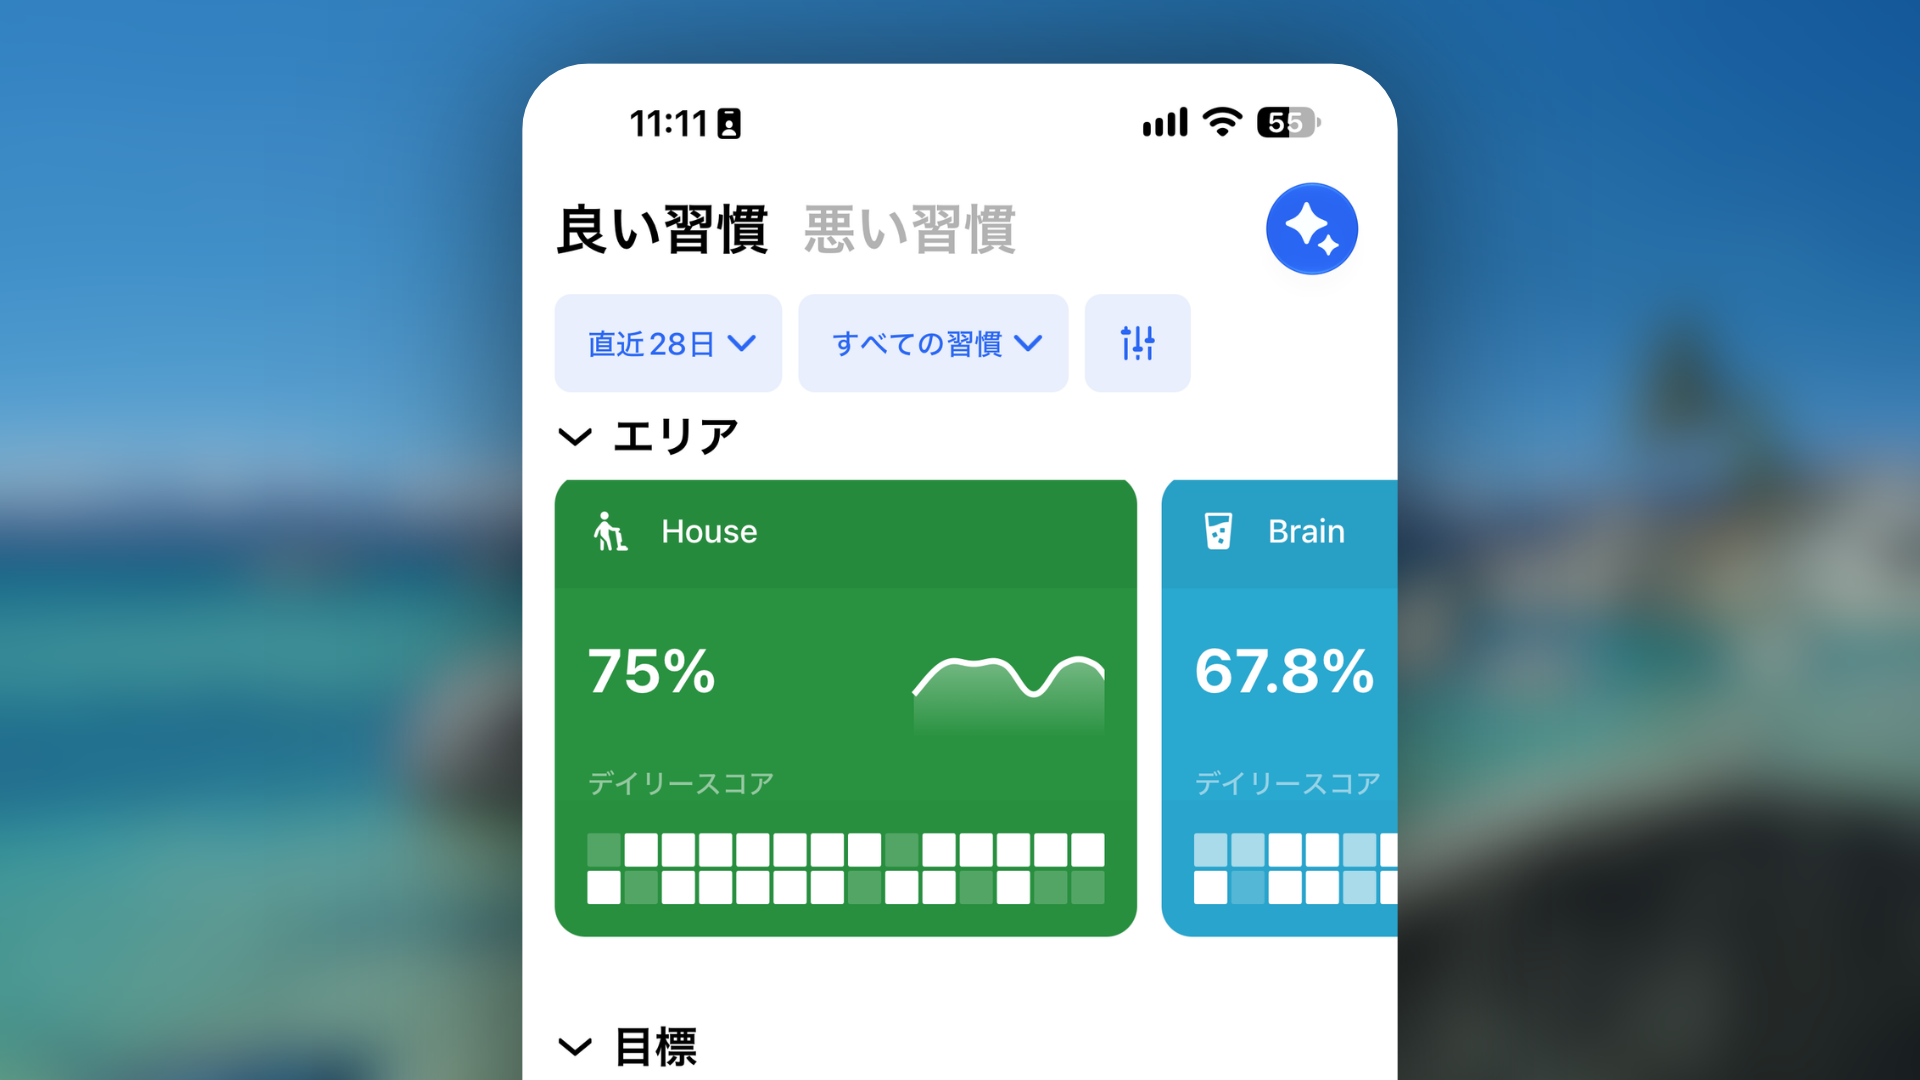 11:11
55
良い習慣 悪い習慣
直近28日 すべての習慣
エリア
House
Brain
75%
67.8%
デイリースコア
デイリースコア
目標